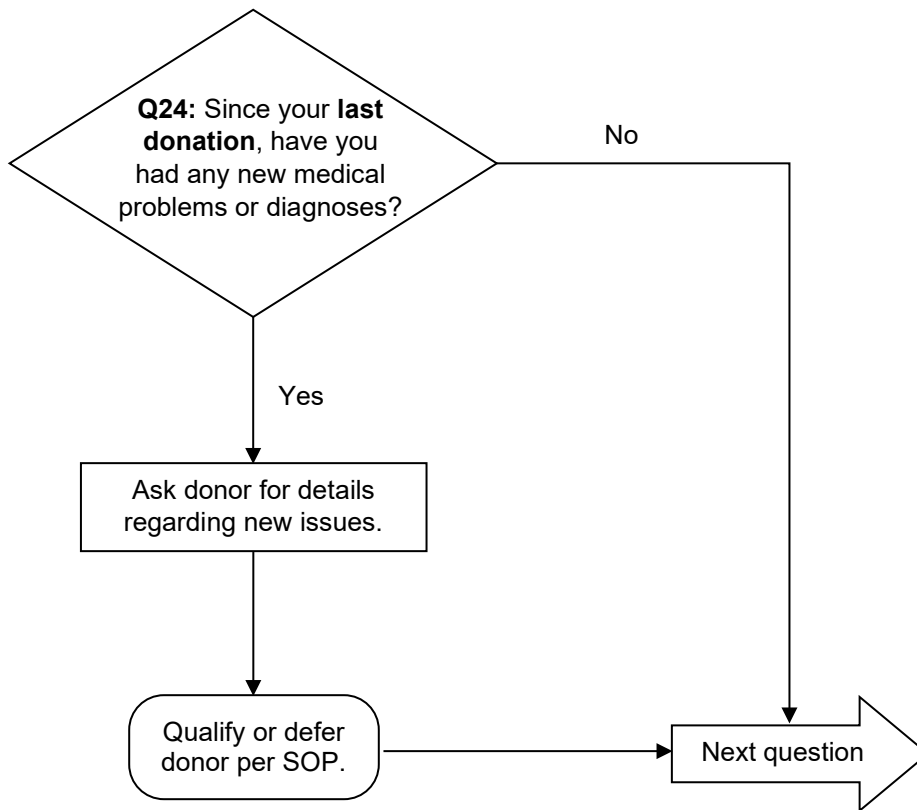 Q24: Since your last
donation, have you
had any new medical
problems or diagnoses?
No
Yes
Ask donor for details
regarding new issues.
Qualify or defer
donor per SOP.
Next question